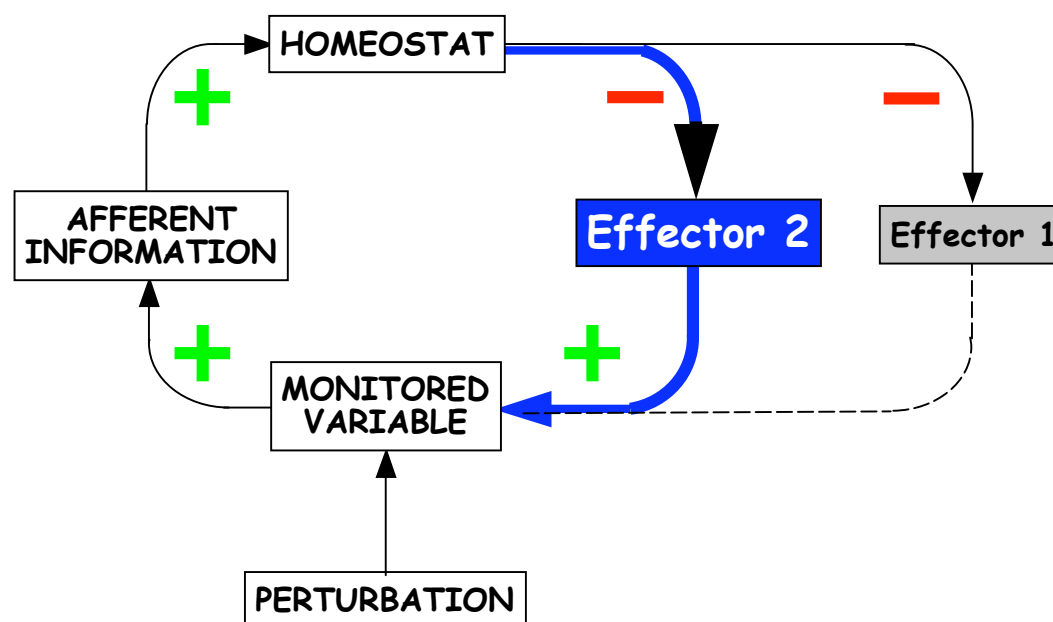 HOMEOSTAT
+
−
−
AFFERENT
INFORMATION
Effector 2
Effector 1
+
+
MONITORED
VARIABLE
PERTURBATION